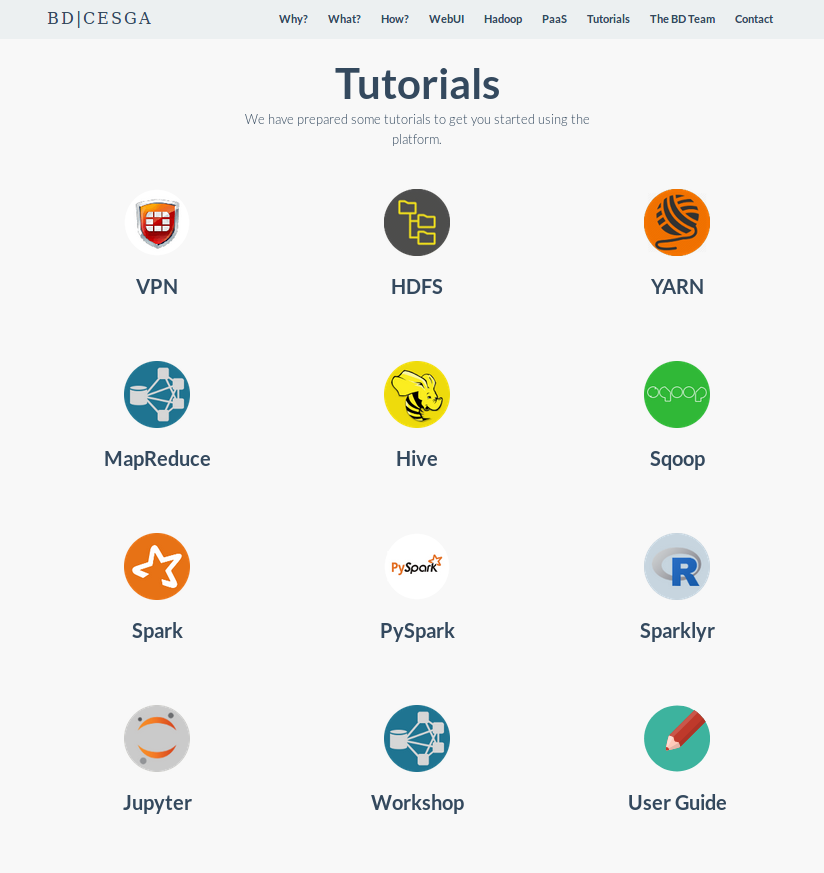 BD|CESGA
Why? What? How? WebUI Hadoop PaaS Tutorials The BD Team Contact
Tutorials
We have prepared some tutorials to get you started using the
platform.
VPN HDFS YARN
sqoop
MapReduce Hive Sqoop
PySpark R
Spark PySpark Sparklyr
Jupyter Workshop User Guide